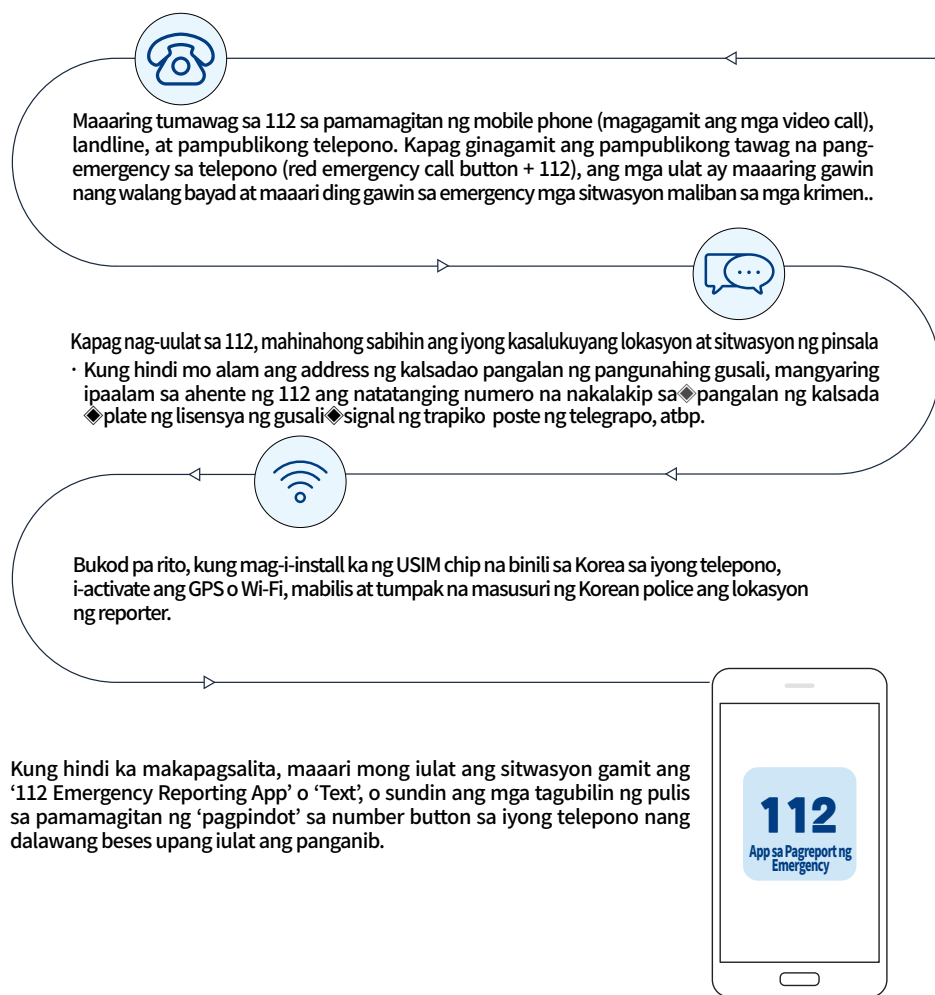 Maaaring tumawag sa 112 sa pamamagitan ng mobile phone (magagamit ang mga video call),
landline, at pampublikong telepono. Kapag ginagamit ang pampublikong tawag na pang-
emergency sa telepono (red emergency call button + 112), ang mga ulat ay maaaring gawin
nang walang bayad at maaari ding gawin sa emergency mga sitwasyon maliban sa mga krimen..
Kapag nag-uulat sa 112, mahinahong sabihin ang iyong kasalukuyang lokasyon at sitwasyon ng pinsala
· Kung hindi mo alam ang address ng kalsadao pangalan ng pangunahing gusali, mangyaring
ipaalam sa ahente ng 112 ang natatanging numero na nakalakip sa◈pangalan ng kalsada
◈plate ng lisensya ng gusali◈signal ng trapiko poste ng telegrapo, atbp.
Bukod pa rito, kung mag-i-install ka ng USIM chip na binili sa Korea sa iyong telepono,
i-activate ang GPS o Wi-Fi, mabilis at tumpak na masusuri ng Korean police ang lokasyon
ng reporter.
Kung hindi ka makapagsalita, maaari mong iulat ang sitwasyon gamit ang
‘112 Emergency Reporting App’ o ‘Text’, o sundin ang mga tagubilin ng pulis
sa pamamagitan ng ‘pagpindot’ sa number button sa iyong telepono nang
dalawang beses upang iulat ang panganib.
112
App sa Pagreport ng
Emergency